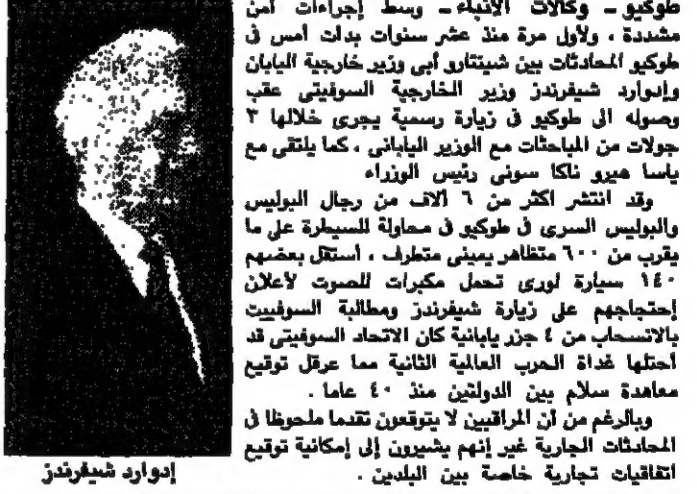 طوكيو ـ وكالات الأنباء ـ وسط إجراءات أمن
مشددة ، ولأول مرة منذ عشر سنوات بدأت أمس فى
طوكيو المحادثات بين شينتارو أبى وزير خارجية اليابان
وإدوارد شيفرندز وزير الخارجية السوفيتى عقب
وصوله الى طوكيو فى زيارة رسمية يجرى خلالها ٣
جولات من المباحثات مع الوزير اليابانى ، كما يلتقى مع
ياسا هيرو ناكا سونى رئيس الوزراء
وقد انتشر اكثر من ٦ ألاف من رجال البوليس
والبوليس السرى فى طوكيو فى محاولة للسيطرة على ما
يقرب من ٦٠٠ متظاهر يمينى متطرف ، أستقل بعضهم
١٤٠ سيارة لورى تحمل مكبرات للصوت لأعلان
إحتجاجهم على زيارة شيفرندز ومطالبة السوفييت
بالانسحاب من ٤ جزر يابانية كان الاتحاد السوفيتى قد
أحتلها غداة الحرب العالمية الثانية مما عرقل توقيع
معاهدة سلام بين الدولتين منذ ٤٠ عاما .
وبالرغم من أن المراقبين لا يتوقعون تقدما ملحوظا فى
المحادثات الجارية غير إنهم يشيرون إلى إمكانية توقيع
اتفاقيات تجارية خاصة بين البلدين .
إدوارد شيفرندز